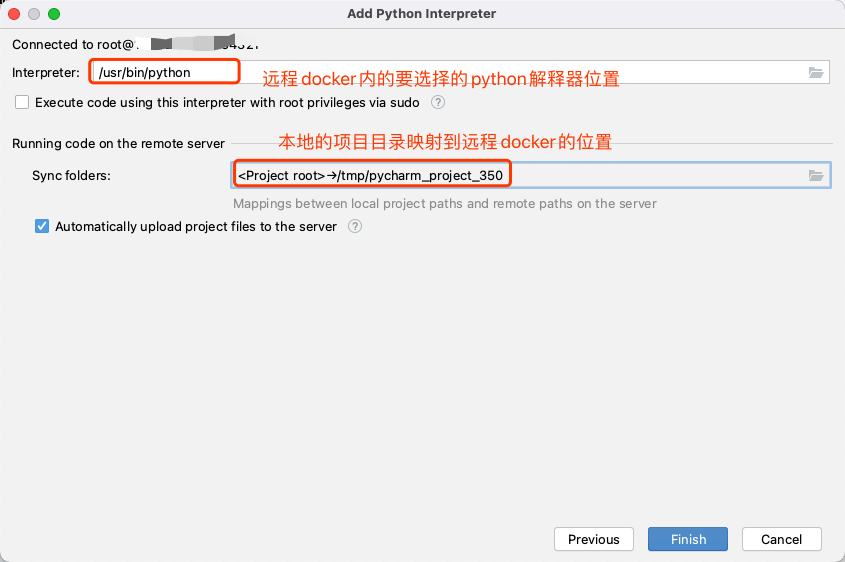 Add Python Interpreter
Connected to root@
Interpreter: /usr/bin/python
远程docker内的要选择的python解释器位置
Execute code using this interpreter with root privileges via sudo ?
Running code on the remote server
本地的项目目录映射到远程docker的位置
Sync folders: <Project root>→/tmp/pycharm_project_350
Mappings between local project paths and remote paths on the server
Automatically upload project files to the server ?
Previous Finish Cancel